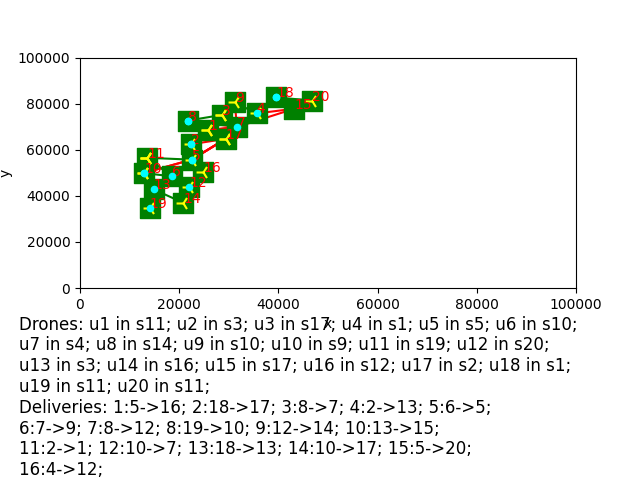 100000
80000
60000
40000
20000
0
y
0 20000 40000 60000 80000 100000
x
Drones: u1 in s11; u2 in s3; u3 in s17; u4 in s1; u5 in s5; u6 in s10;
u7 in s4; u8 in s14; u9 in s10; u10 in s9; u11 in s19; u12 in s20;
u13 in s3; u14 in s16; u15 in s17; u16 in s12; u17 in s2; u18 in s1;
u19 in s11; u20 in s11;
Deliveries: 1:5->16; 2:18->17; 3:8->7; 4:2->13; 5:6->5;
6:7->9; 7:8->12; 8:19->10; 9:12->14; 10:13->15;
11:2->1; 12:10->7; 13:18->13; 14:10->17; 15:5->20;
16:4->12;